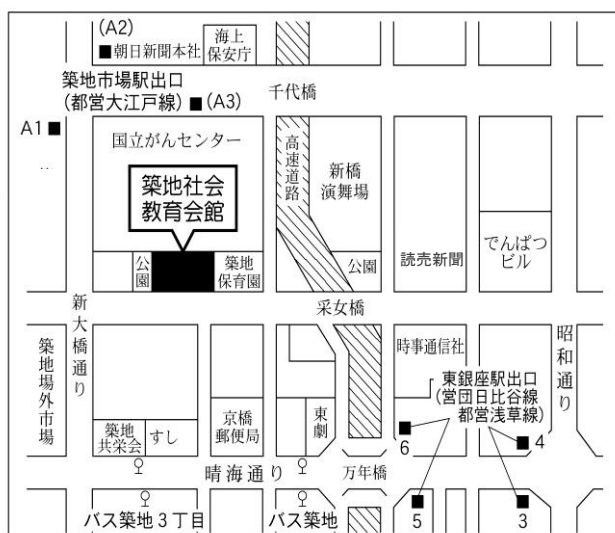 (A2)
■朝日新聞本社
海上
保安庁
築地市場駅出口
(都営大江戸線)■(A3)
千代橋
A1■
国立がんセンター
高速道路
新橋
演舞場
築地社会
教育会館
公園
築地
保育園
公園
読売新聞
でんぱつ
ビル
采女橋
新大橋通り
昭和通り
築地場外市場
時事通信社
東銀座駅出口
(営団日比谷線
都営浅草線)
築地
共栄会
すし
京橋
郵便局
東劇
6
4
晴海通り
万年橋
バス築地3丁目
バス築地
5
3